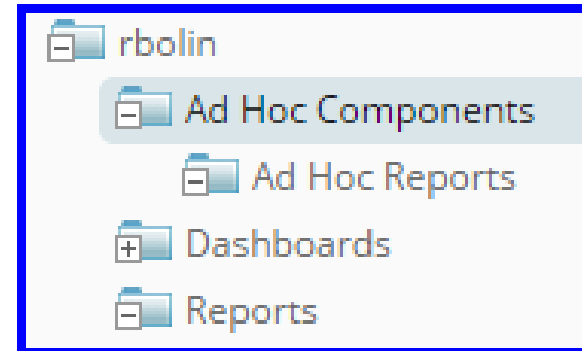 rbolin
Ad Hoc Components
Ad Hoc Reports
Dashboards
Reports